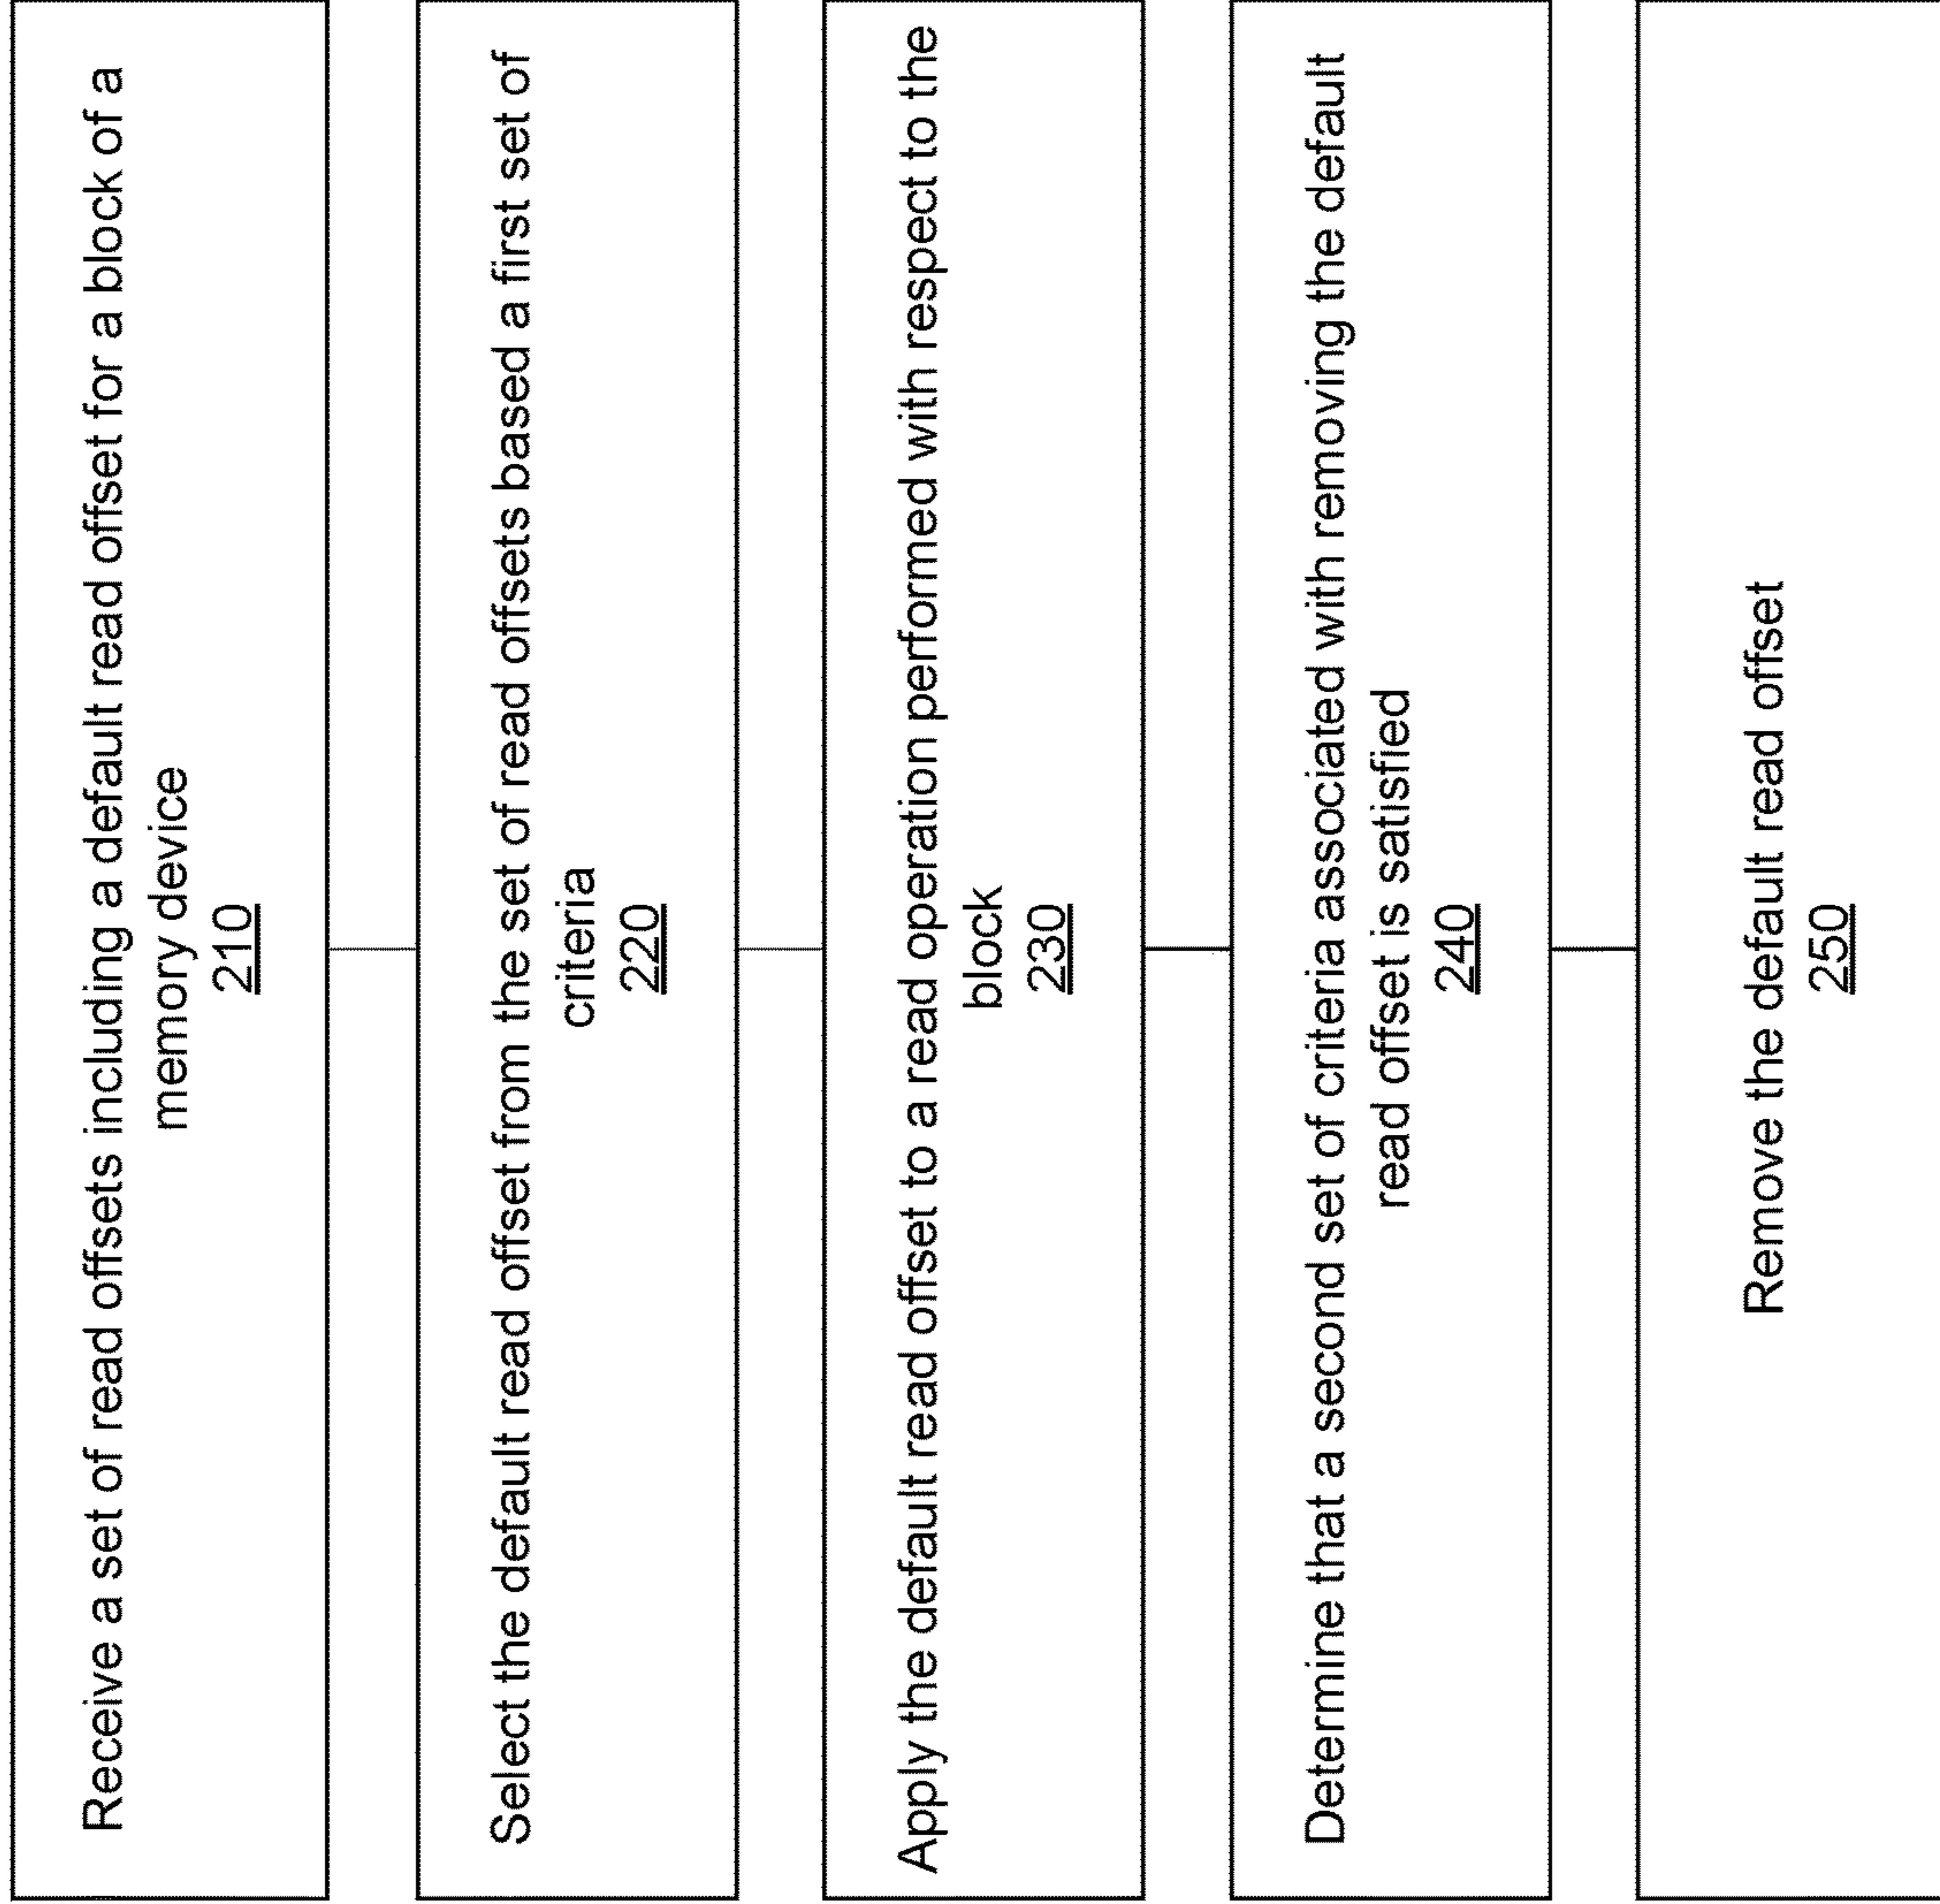 Receive a set of read offsets including a default read offset for a block of a
memory device
210
Select the default read offset from the set of read offsets based a first set of
criteria
220
Apply the default read offset to a read operation performed with respect to the
block
230
Determine that a second set of criteria associated with removing the default
read offset is satisfied
240
Remove the default read offset
250